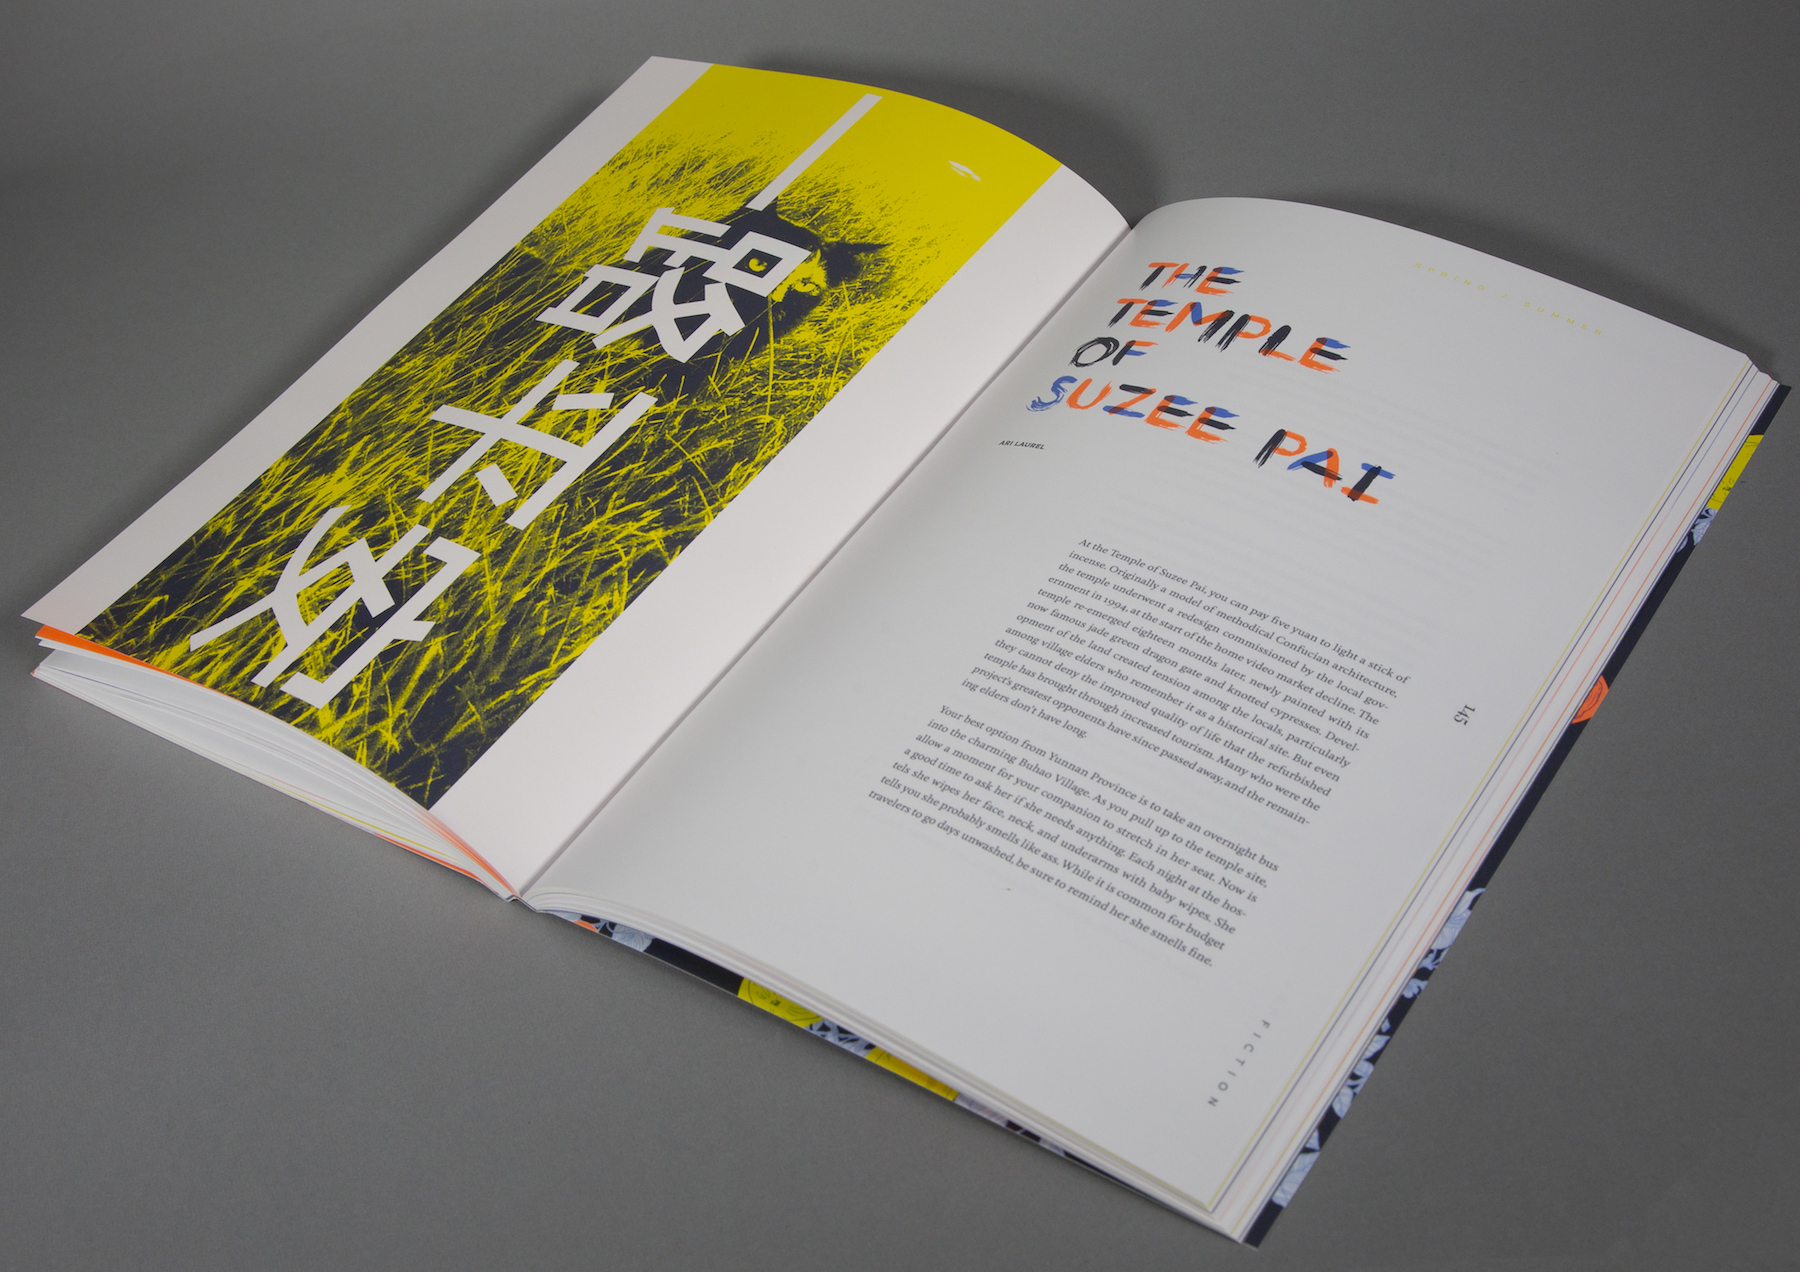 一路平安
SPRING / SUMMER
THE
TEMPLE
OF
SUZEE PAI
ARI LAUREL
At the Temple of Suzee Pai, you can pay five yuan to light a stick of
incense. Originally a model of methodical Confucian architecture,
the temple underwent a redesign commissioned by the local gov-
ernment in 1994, at the start of the home video market decline. The
temple re-emerged eighteen months later, newly painted with its
now famous jade green dragon gate and knotted cypresses. Devel-
opment of the land created tension among the locals, particularly
among village elders who remember it as a historical site. But even
they cannot deny the improved quality of life that the refurbished
temple has brought through increased tourism. Many who were the
project's greatest opponents have since passed away, and the remain-
ing elders don't have long.
Your best option from Yunnan Province is to take an overnight bus
into the charming Buhao Village. As you pull up to the temple site,
allow a moment for your companion to stretch in her seat. Now is
a good time to ask her if she needs anything. Each night at the hos-
tels she wipes her face, neck, and underarms with baby wipes. She
tells you she probably smells like ass. While it is common for budget
travelers to go days unwashed, be sure to remind her she smells fine.
145
FICTION